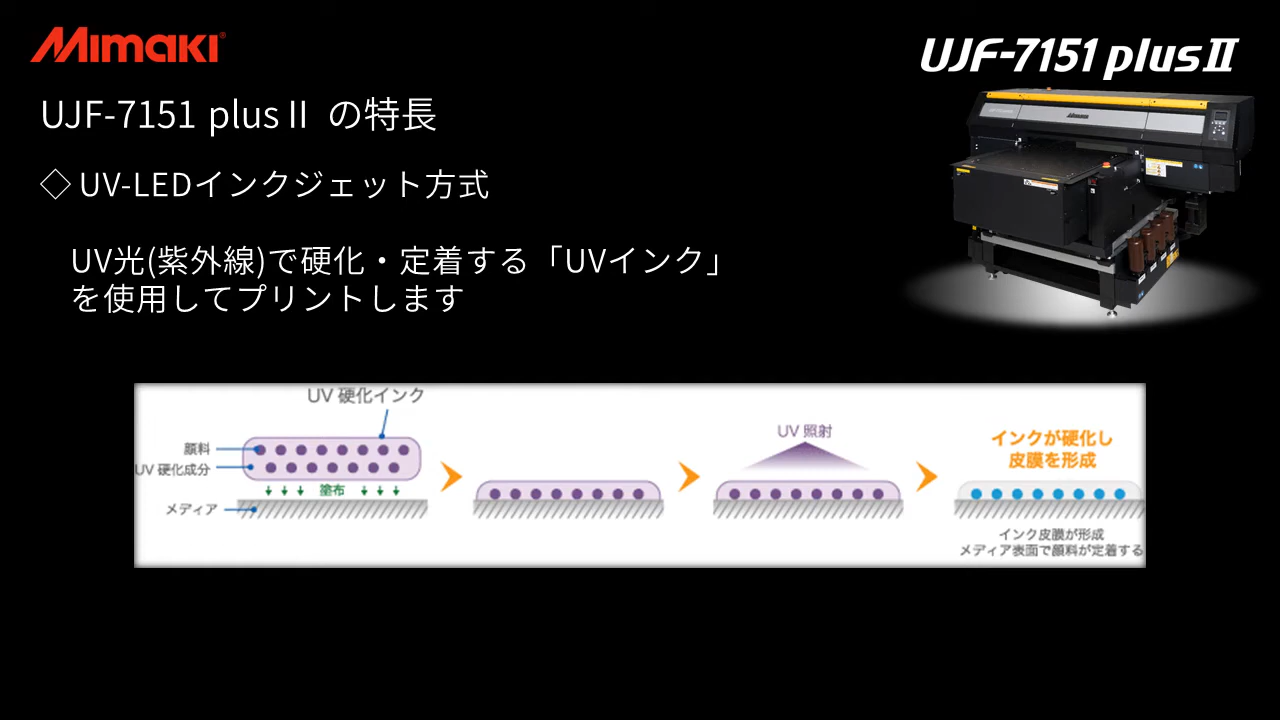 Mimaki®
UJF-7151 plusⅡ
UJF-7151 plusⅡ の特長
◇ UV-LEDインクジェット方式
UV光(紫外線)で硬化・定着する「UVインク」
を使用してプリントします
UV 硬化インク
顔料
UV 硬化成分
塗布
メディア
UV 照射
インクが硬化し
皮膜を形成
インク皮膜が形成
メディア表面で顔料が定着する